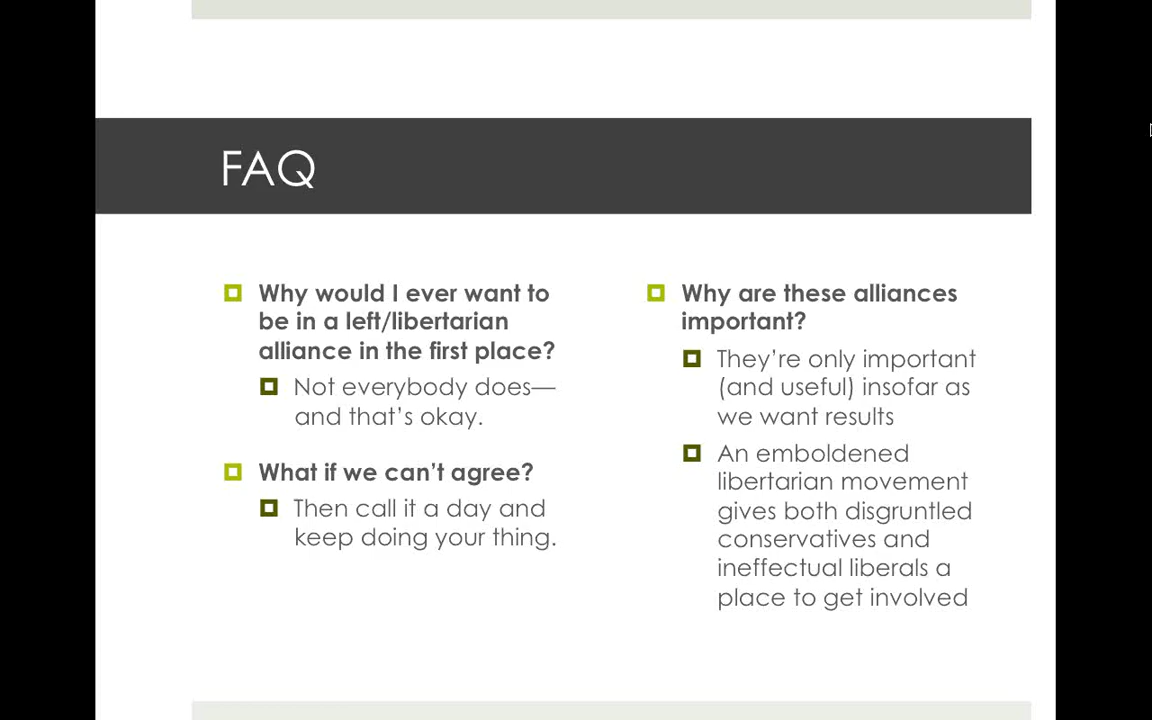 FAQ
Why would I ever want to
be in a left/libertarian
alliance in the first place?
Not everybody does—
and that’s okay.
What if we can’t agree?
Then call it a day and
keep doing your thing.
Why are these alliances
important?
They’re only important
(and useful) insofar as
we want results
An emboldened
libertarian movement
gives both disgruntled
conservatives and
ineffectual liberals a
place to get involved